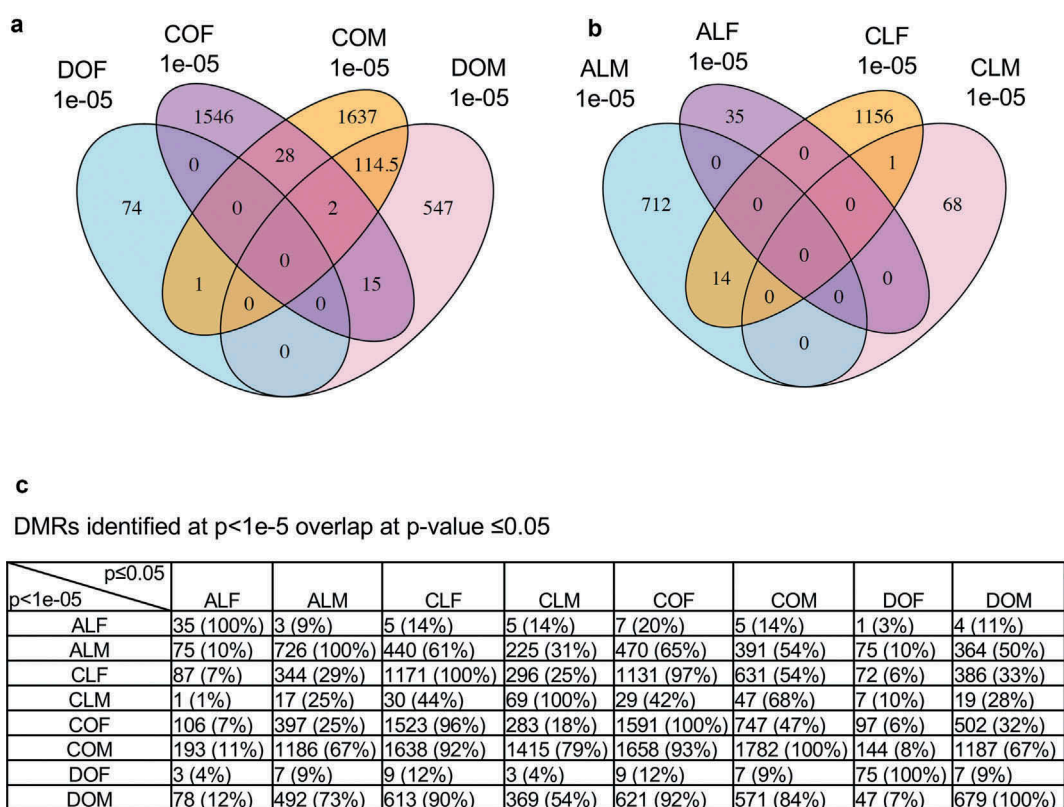 a
COF
1e-05
COM
1e-05
DOF
1e-05
DOM
1e-05
1546
1637
28
114.5
0
74
0
2
547
0
1
0
0
15
0
b
ALF
1e-05
CLF
1e-05
ALM
1e-05
CLM
1e-05
35
1156
0
1
0
712
0
0
68
0
14
0
0
0
0
c
DMRs identified at p<1e-5 overlap at p-value ≤0.05
p≤0.05
p<1e-05 ALF ALM CLF CLM COF COM DOF DOM
ALF 35 (100%) 3 (9%) 5 (14%) 5 (14%) 7 (20%) 5 (14%) 1 (3%) 4 (11%)
ALM 75 (10%) 726 (100%) 440 (61%) 225 (31%) 470 (65%) 391 (54%) 75 (10%) 364 (50%)
CLF 87 (7%) 344 (29%) 1171 (100%) 296 (25%) 1131 (97%) 631 (54%) 72 (6%) 386 (33%)
CLM 1 (1%) 17 (25%) 30 (44%) 69 (100%) 29 (42%) 47 (68%) 7 (10%) 19 (28%)
COF 106 (7%) 397 (25%) 1523 (96%) 283 (18%) 1591 (100%) 747 (47%) 97 (6%) 502 (32%)
COM 193 (11%) 1186 (67%) 1638 (92%) 1415 (79%) 1658 (93%) 1782 (100%) 144 (8%) 1187 (67%)
DOF 3 (4%) 7 (9%) 9 (12%) 3 (4%) 9 (12%) 7 (9%) 75 (100%) 7 (9%)
DOM 78 (12%) 492 (73%) 613 (90%) 369 (54%) 621 (92%) 571 (84%) 47 (7%) 679 (100%)